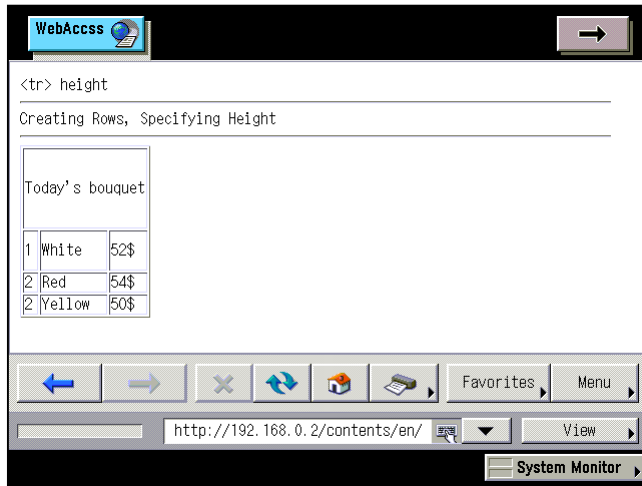 WebAccss
<tr> height
Creating Rows, Specifying Height
Today's bouquet
1 White 52$
2 Red 54$
2 Yellow 50$
Favorites Menu
http://192.168.0.2/contents/en/ View
System Monitor